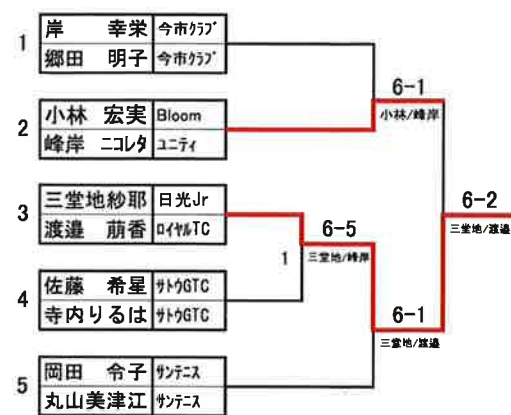 1
岸　幸栄 今市クラブ
郷田　明子 今市クラブ
2
小林　宏実 Bloom
峰岸　ニコレタ ユニティ
3
三堂地紗耶 日光Jr
渡邉　萠香 ロイヤルTC
4
佐藤　希星 サトウGTC
寺内りるは サトウGTC
5
岡田　令子 サンテニス
丸山美津江 サンテニス
6-1
小林/峰岸
6-5
三堂地/峰岸
1
6-1
三堂地/渡邉
6-2
三堂地/渡邉